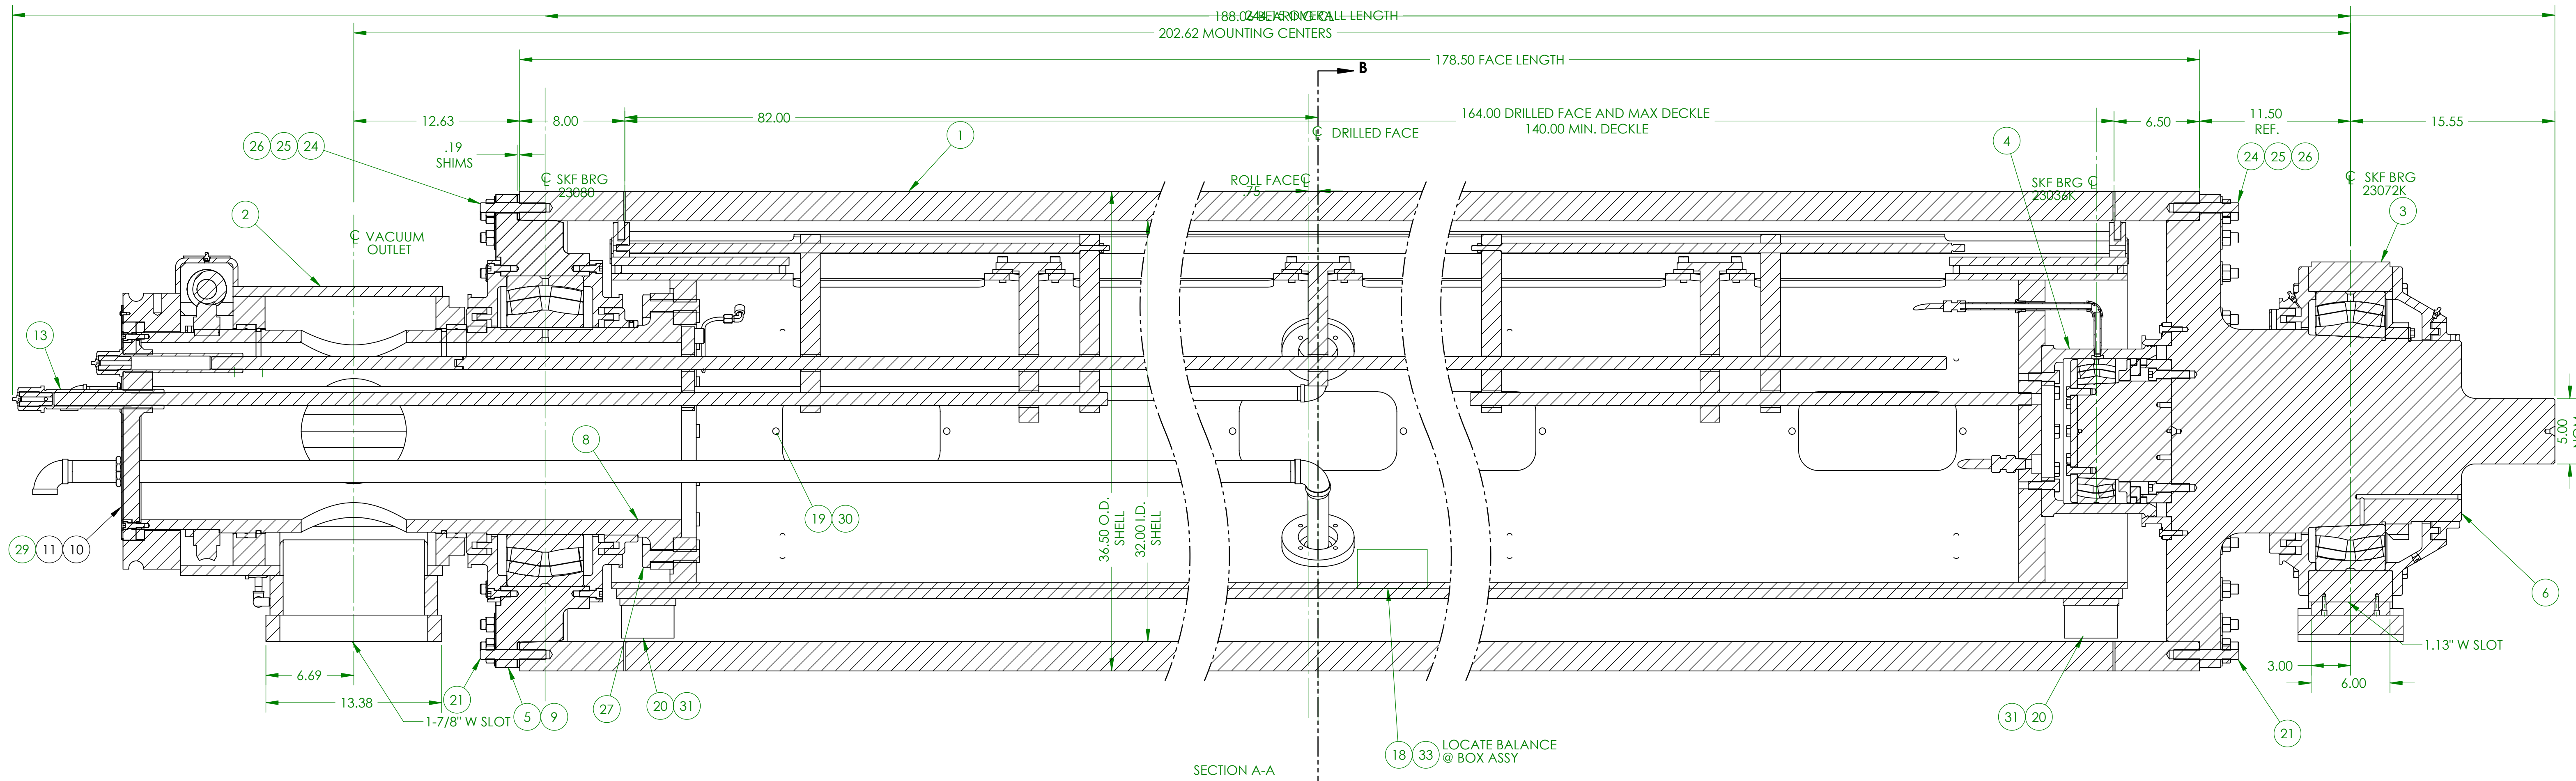 188.06 BEARING CL
OVERALL LENGTH
202.62 MOUNTING CENTERS
178.50 FACE LENGTH
B
12.63
8.00
82.00
164.00 DRILLED FACE AND MAX DECKLE
140.00 MIN. DECKLE
6.50
11.50
REF.
15.55
.19
SHIMS
26 25 24
1
DRILLED FACE
4
24 25 26
SKF BRG
23080
ROLL FACE
.75
SKF BRG
23036K
SKF BRG
23072K
2
3
VACUUM
OUTLET
13
5.00
8
36.50 O.D.
SHELL
32.00 I.D.
SHELL
19 30
29 11 10
6
1.13" W SLOT
6.69
3.00
6.00
13.38
21
1-7/8" W SLOT
5 9
27
20 31
31 20
21
18 33
LOCATE BALANCE
@ BOX ASSY
SECTION A-A